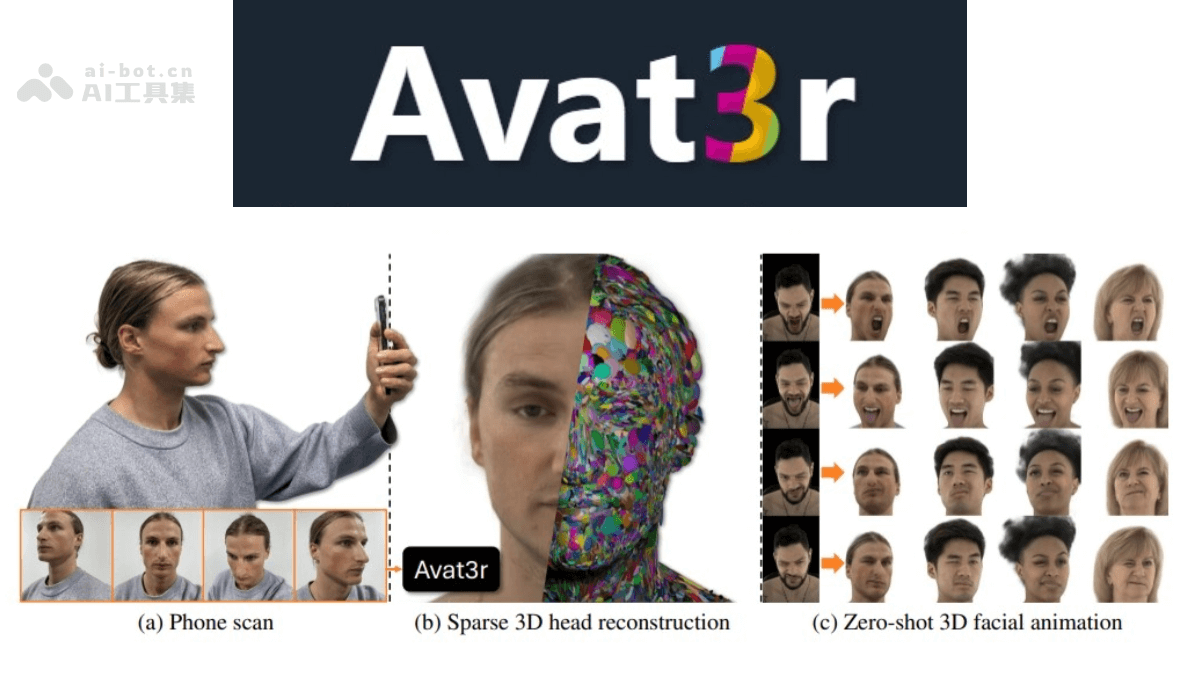 ai-bot.cn
AI工具集
Avat3r
Avat3r
(a) Phone scan
(b) Sparse 3D head reconstruction
(c) Zero-shot 3D facial animation